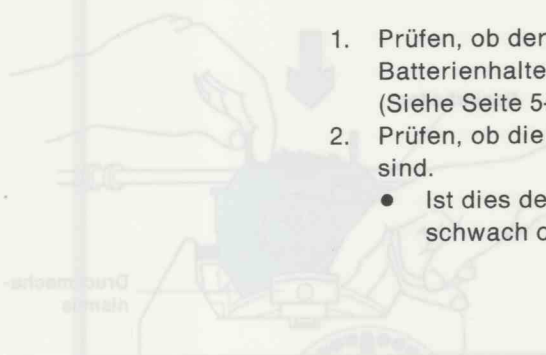 1. Prüfen, ob der
Batterienhalte
(Siehe Seite 5-
2. Prüfen, ob die
sind.
● Ist dies de
schwach o
Druckmecha-
nismus